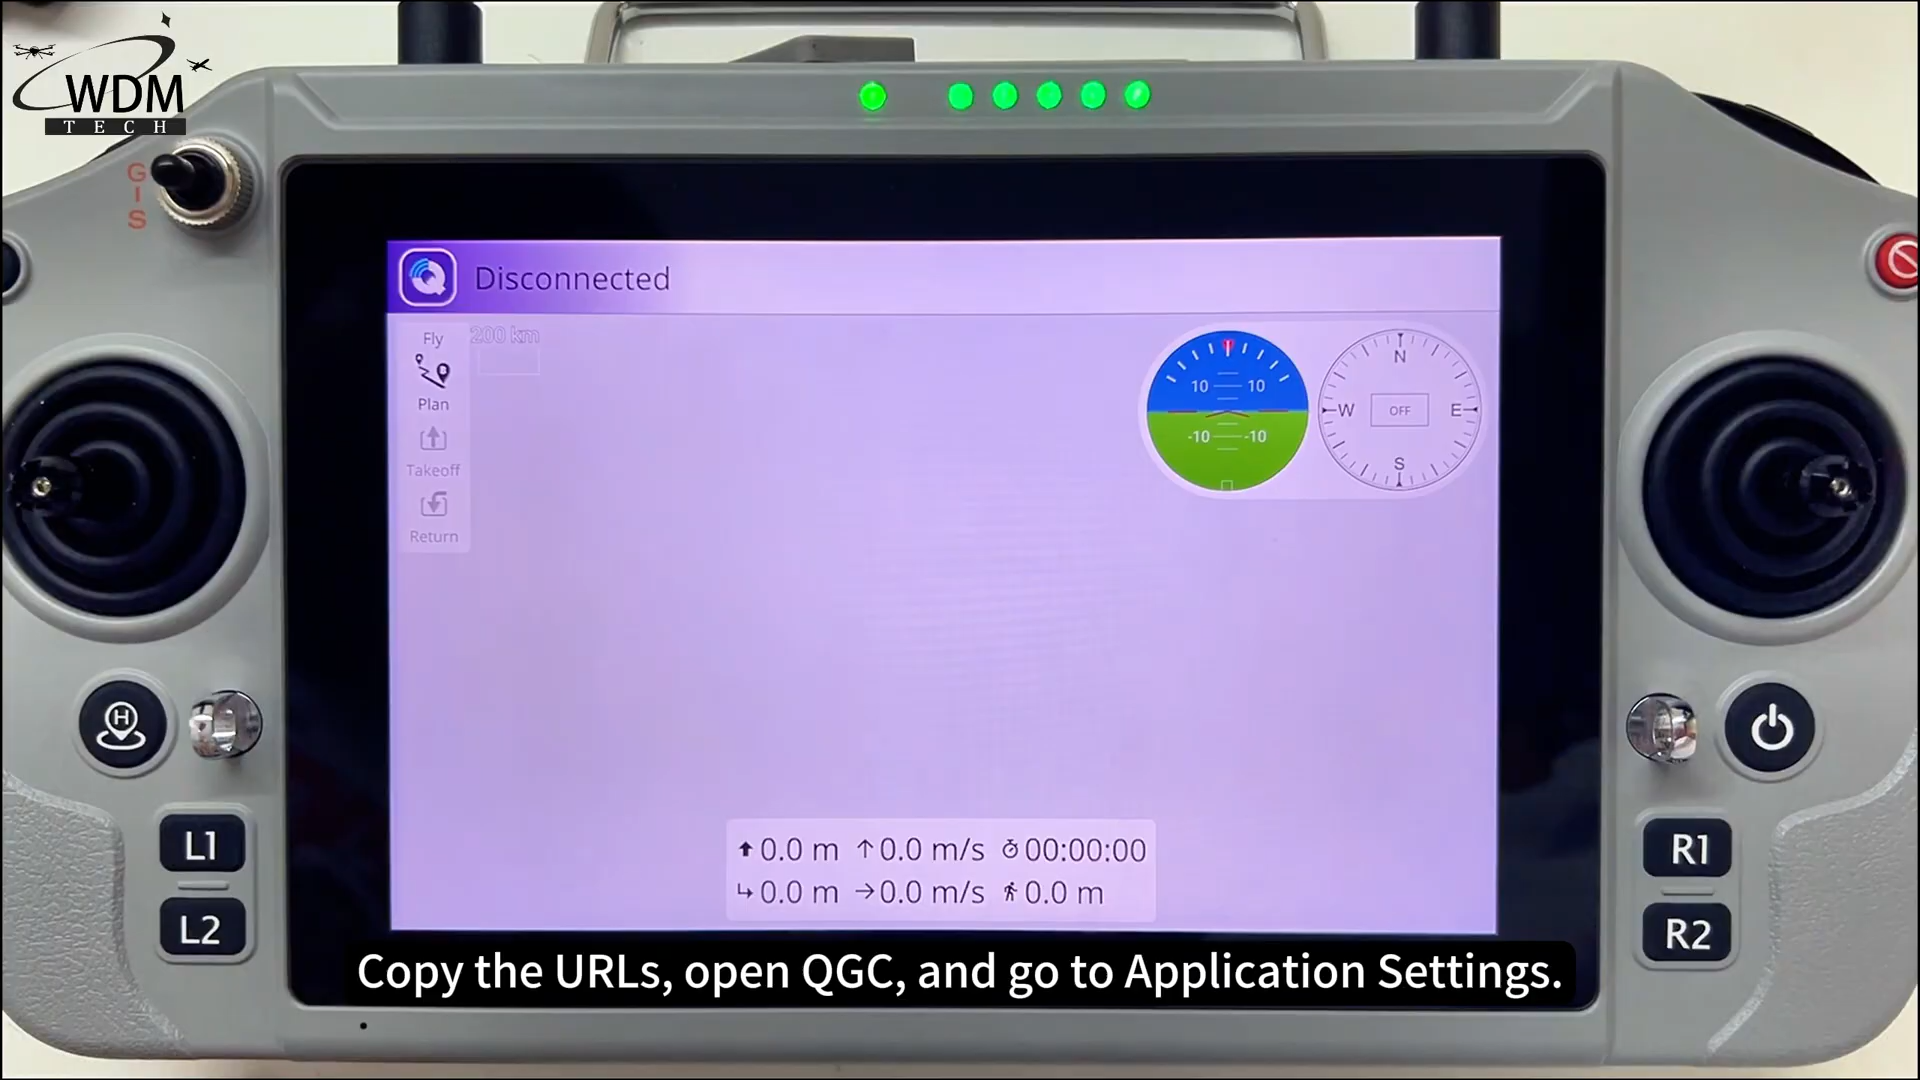 WDM
TECH
G
I
S
Disconnected
Fly
200 km
Plan
Takeoff
Return
10 10
-10 -10
N
W OFF E
S
0.0 m 0.0 m/s 00:00:00
0.0 m 0.0 m/s 0.0 m
H
L1
L2
R1
R2
Copy the URLs, open QGC, and go to Application Settings.